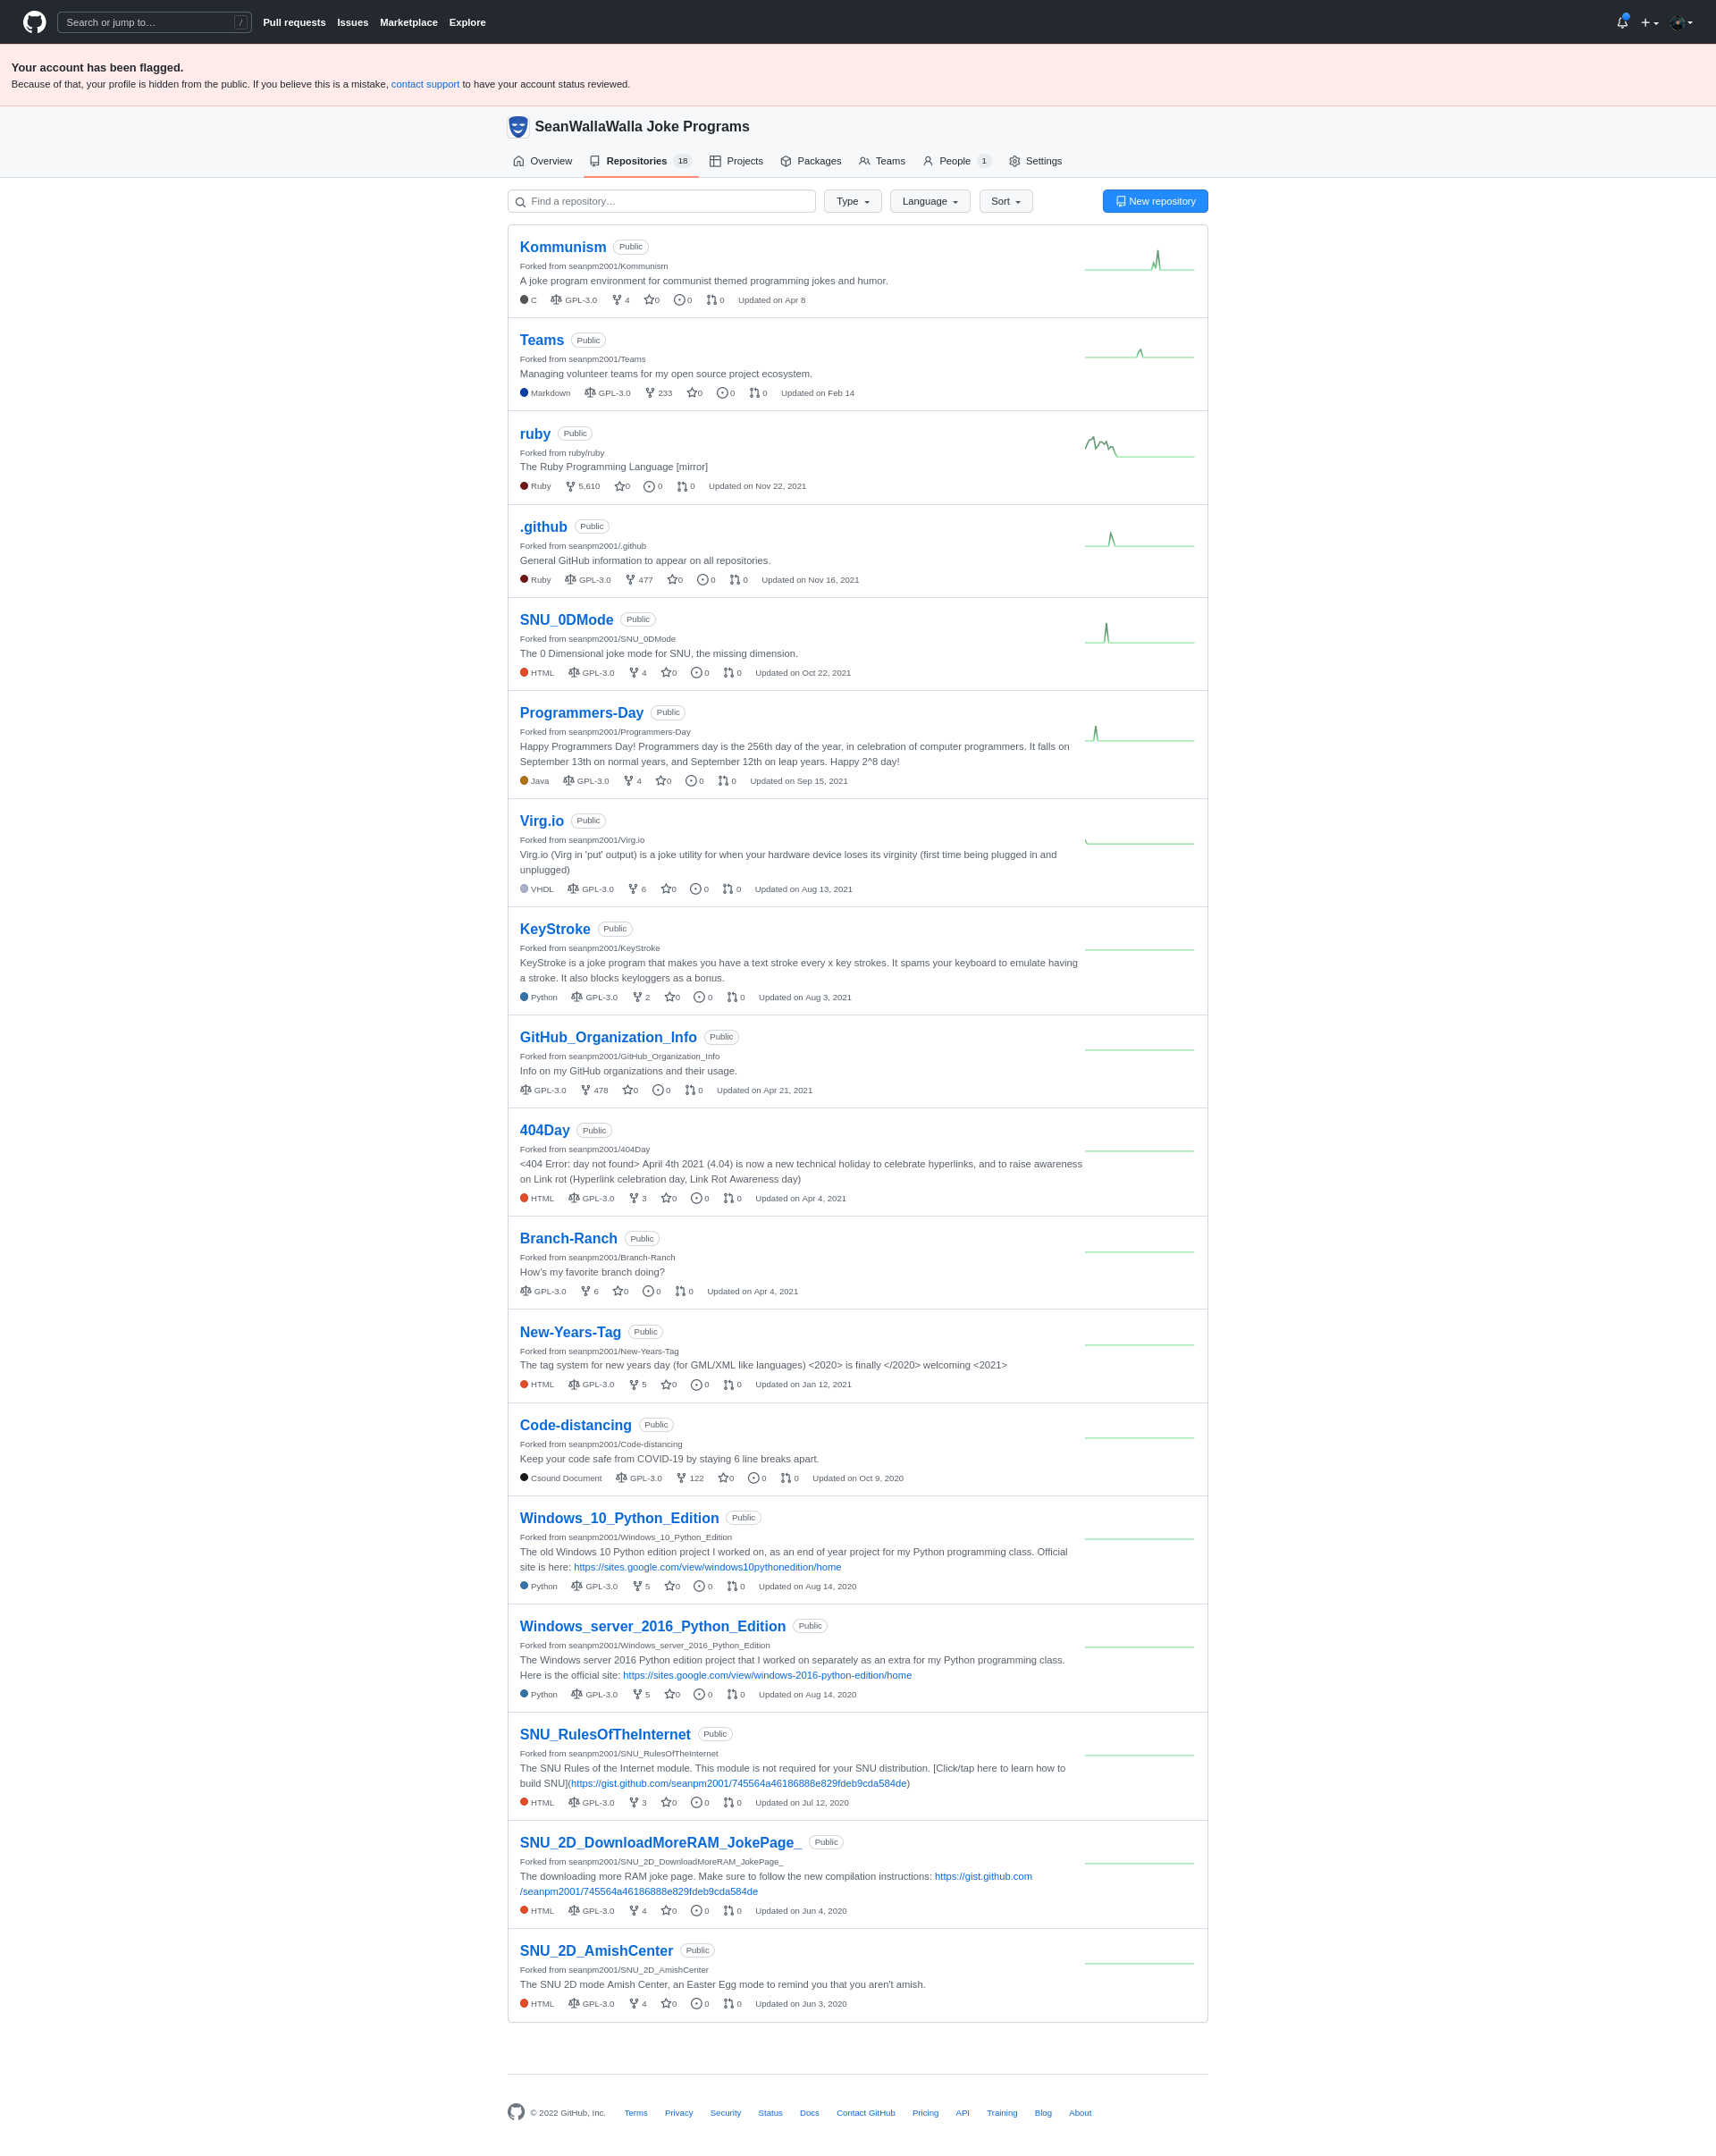 Search or jump to… /
Pull requests Issues Marketplace Explore
Your account has been flagged.
Because of that, your profile is hidden from the public. If you believe this is a mistake, contact support to have your account status reviewed.
SeanWallaWalla Joke Programs
Overview Repositories 18 Projects Packages Teams People 1 Settings
Find a repository… Type Language Sort New repository
Kommunism Public
Forked from seanpm2001/Kommunism
A joke program environment for communist themed programming jokes and humor.
C GPL-3.0 4 0 0 0 Updated on Apr 8
Teams Public
Forked from seanpm2001/Teams
Managing volunteer teams for my open source project ecosystem.
Markdown GPL-3.0 233 0 0 0 Updated on Feb 14
ruby Public
Forked from ruby/ruby
The Ruby Programming Language [mirror]
Ruby 5,610 0 0 0 Updated on Nov 22, 2021
.github Public
Forked from seanpm2001/.github
General GitHub information to appear on all repositories.
Ruby GPL-3.0 477 0 0 0 Updated on Nov 16, 2021
SNU_0DMode Public
Forked from seanpm2001/SNU_0DMode
The 0 Dimensional joke mode for SNU, the missing dimension.
HTML GPL-3.0 4 0 0 0 Updated on Oct 22, 2021
Programmers-Day Public
Forked from seanpm2001/Programmers-Day
Happy Programmers Day! Programmers day is the 256th day of the year, in celebration of computer programmers. It falls on
September 13th on normal years, and September 12th on leap years. Happy 2^8 day!
Java GPL-3.0 4 0 0 0 Updated on Sep 15, 2021
Virg.io Public
Forked from seanpm2001/Virg.io
Virg.io (Virg in 'put' output) is a joke utility for when your hardware device loses its virginity (first time being plugged in and
unplugged)
VHDL GPL-3.0 6 0 0 0 Updated on Aug 13, 2021
KeyStroke Public
Forked from seanpm2001/KeyStroke
KeyStroke is a joke program that makes you have a text stroke every x key strokes. It spams your keyboard to emulate having
a stroke. It also blocks keyloggers as a bonus.
Python GPL-3.0 2 0 0 0 Updated on Aug 3, 2021
GitHub_Organization_Info Public
Forked from seanpm2001/GitHub_Organization_Info
Info on my GitHub organizations and their usage.
GPL-3.0 478 0 0 0 Updated on Apr 21, 2021
404Day Public
Forked from seanpm2001/404Day
<404 Error: day not found> April 4th 2021 (4.04) is now a new technical holiday to celebrate hyperlinks, and to raise awareness
on Link rot (Hyperlink celebration day, Link Rot Awareness day)
HTML GPL-3.0 3 0 0 0 Updated on Apr 4, 2021
Branch-Ranch Public
Forked from seanpm2001/Branch-Ranch
How's my favorite branch doing?
GPL-3.0 6 0 0 0 Updated on Apr 4, 2021
New-Years-Tag Public
Forked from seanpm2001/New-Years-Tag
The tag system for new years day (for GML/XML like languages) <2020> is finally </2020> welcoming <2021>
HTML GPL-3.0 5 0 0 0 Updated on Jan 12, 2021
Code-distancing Public
Forked from seanpm2001/Code-distancing
Keep your code safe from COVID-19 by staying 6 line breaks apart.
Csound Document GPL-3.0 122 0 0 0 Updated on Oct 9, 2020
Windows_10_Python_Edition Public
Forked from seanpm2001/Windows_10_Python_Edition
The old Windows 10 Python edition project I worked on, as an end of year project for my Python programming class. Official
site is here: https://sites.google.com/view/windows10pythonedition/home
Python GPL-3.0 5 0 0 0 Updated on Aug 14, 2020
Windows_server_2016_Python_Edition Public
Forked from seanpm2001/Windows_server_2016_Python_Edition
The Windows server 2016 Python edition project that I worked on separately as an extra for my Python programming class.
Here is the official site: https://sites.google.com/view/windows-2016-python-edition/home
Python GPL-3.0 5 0 0 0 Updated on Aug 14, 2020
SNU_RulesOfTheInternet Public
Forked from seanpm2001/SNU_RulesOfTheInternet
The SNU Rules of the Internet module. This module is not required for your SNU distribution. [Click/tap here to learn how to
build SNU](https://gist.github.com/seanpm2001/745564a46186888e829fdeb9cda584de)
HTML GPL-3.0 3 0 0 0 Updated on Jul 12, 2020
SNU_2D_DownloadMoreRAM_JokePage_ Public
Forked from seanpm2001/SNU_2D_DownloadMoreRAM_JokePage_
The downloading more RAM joke page. Make sure to follow the new compilation instructions: https://gist.github.com
/seanpm2001/745564a46186888e829fdeb9cda584de
HTML GPL-3.0 4 0 0 0 Updated on Jun 4, 2020
SNU_2D_AmishCenter Public
Forked from seanpm2001/SNU_2D_AmishCenter
The SNU 2D mode Amish Center, an Easter Egg mode to remind you that you aren't amish.
HTML GPL-3.0 4 0 0 0 Updated on Jun 3, 2020
© 2022 GitHub, Inc. Terms Privacy Security Status Docs Contact GitHub Pricing API Training Blog About